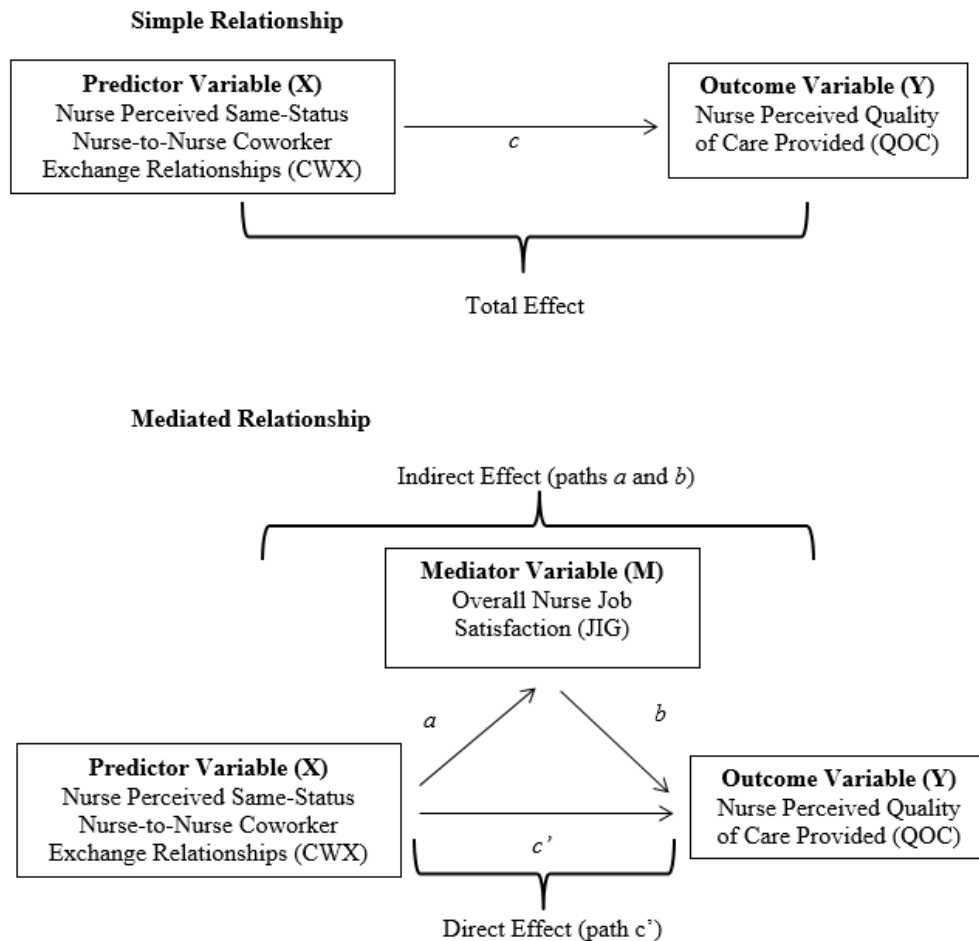 Simple Relationship
Predictor Variable (X)
Nurse Perceived Same-Status
Nurse-to-Nurse Coworker
Exchange Relationships (CWX)
c
Outcome Variable (Y)
Nurse Perceived Quality
of Care Provided (QOC)
Total Effect
Mediated Relationship
Indirect Effect (paths a and b)
Mediator Variable (M)
Overall Nurse Job
Satisfaction (JIG)
a
b
Predictor Variable (X)
Nurse Perceived Same-Status
Nurse-to-Nurse Coworker
Exchange Relationships (CWX)
c’
Outcome Variable (Y)
Nurse Perceived Quality
of Care Provided (QOC)
Direct Effect (path c’)